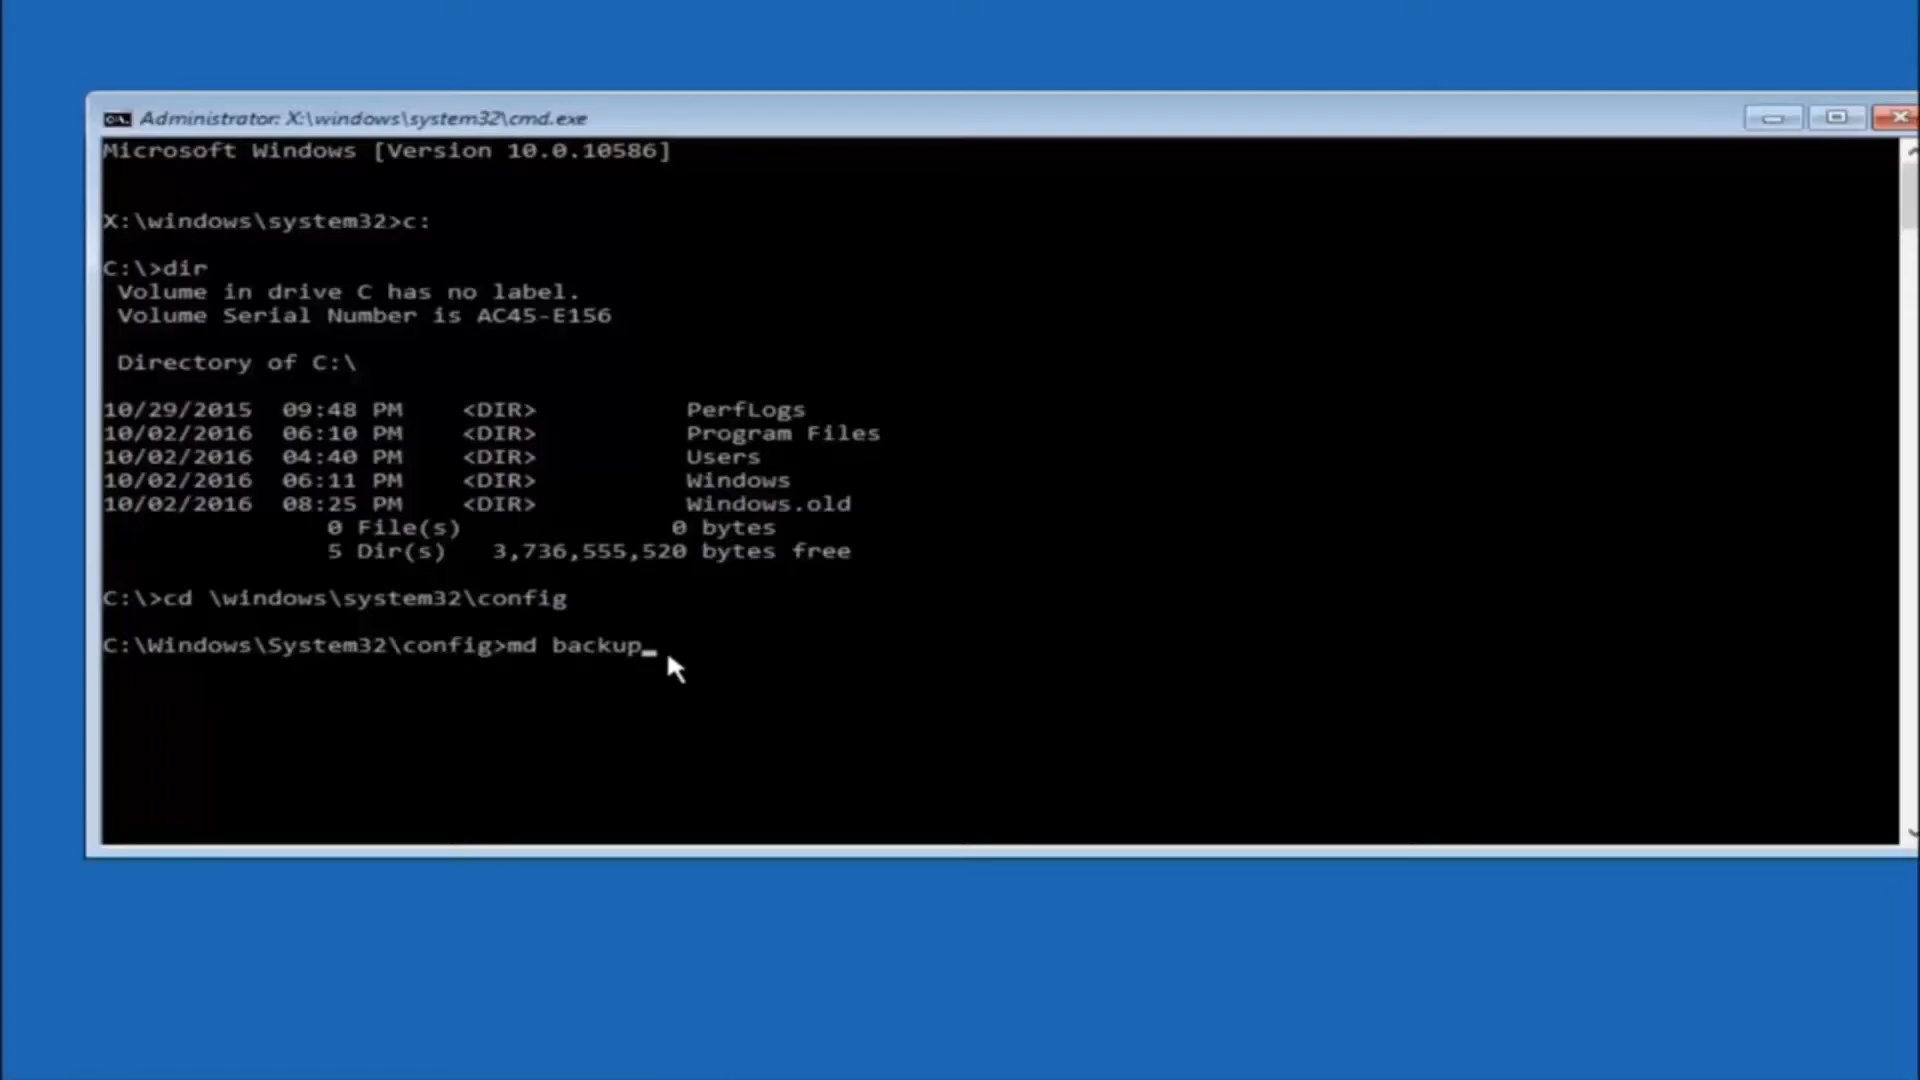 Administrator: X:\windows\system32\cmd.exe
Microsoft Windows [Version 10.0.10586]
X:\windows\system32>c:
C:\>dir
Volume in drive C has no label.
Volume Serial Number is AC45-E156
Directory of C:\
10/29/2015 09:48 PM <DIR> PerfLogs
10/02/2016 06:10 PM <DIR> Program Files
10/02/2016 04:40 PM <DIR> Users
10/02/2016 06:11 PM <DIR> Windows
10/02/2016 08:25 PM <DIR> Windows.old
0 File(s) 0 bytes
5 Dir(s) 3,736,555,520 bytes free
C:\>cd \windows\system32\config
C:\Windows\System32\config>md backup_